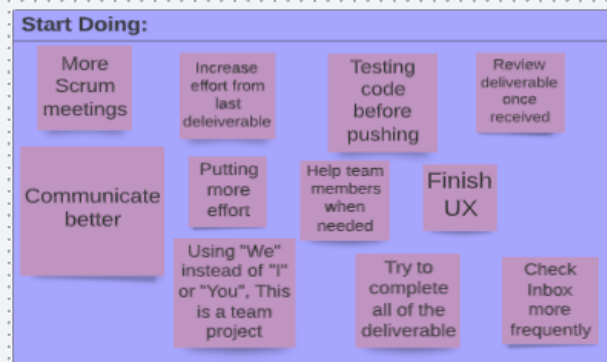 Start Doing:
More
Scrum
meetings
Increase
effort from
last
deleiverable
Testing
code
before
pushing
Review
deliverable
once
received
Communicate
better
Putting
more
effort
Help team
members
when
needed
Finish
UX
Using "We"
instead of "I"
or "You", This
is a team
project
Try to
complete
all of the
deliverable
Check
Inbox
more
frequently